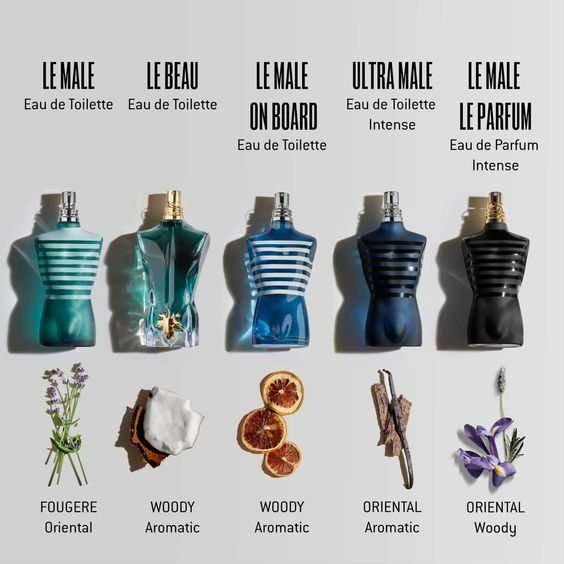 LE MALE
Eau de Toilette
LE BEAU
Eau de Toilette
LE MALE
ON BOARD
Eau de Toilette
ULTRA MALE
Eau de Toilette
Intense
LE MALE
LE PARFUM
Eau de Parfum
Intense
FOUGERE
Oriental
WOODY
Aromatic
WOODY
Aromatic
ORIENTAL
Aromatic
ORIENTAL
Woody